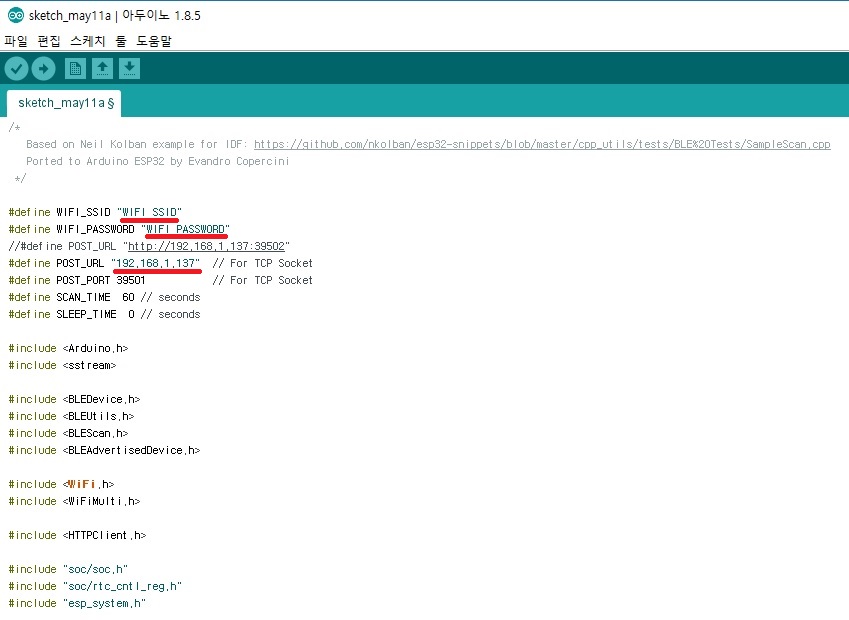 sketch_may11a | 아두이노 1.8.5
파일 편집 스케치 툴 도움말
sketch_may11a §
/*
Based on Neil Kolban example for IDF: https://github.com/nkolban/esp32-snippets/blob/master/cpp_utils/tests/BLE%20Tests/SampleScan.cpp
Ported to Arduino ESP32 by Evandro Copercini
*/
#define WIFI_SSID "WIFI SSID"
#define WIFI_PASSWORD "WIFI PASSWORD"
//#define POST_URL "http://192.168.1.137:39502"
#define POST_URL "192.168.1.137" // For TCP Socket
#define POST_PORT 39501 // For TCP Socket
#define SCAN_TIME 60 // seconds
#define SLEEP_TIME 0 // seconds
#include <Arduino.h>
#include <sstream>
#include <BLEDevice.h>
#include <BLEUtils.h>
#include <BLEScan.h>
#include <BLEAdvertisedDevice.h>
#include <WiFi.h>
#include <WiFiMulti.h>
#include <HTTPClient.h>
#include "soc/soc.h"
#include "soc/rtc_cntl_reg.h"
#include "esp_system.h"